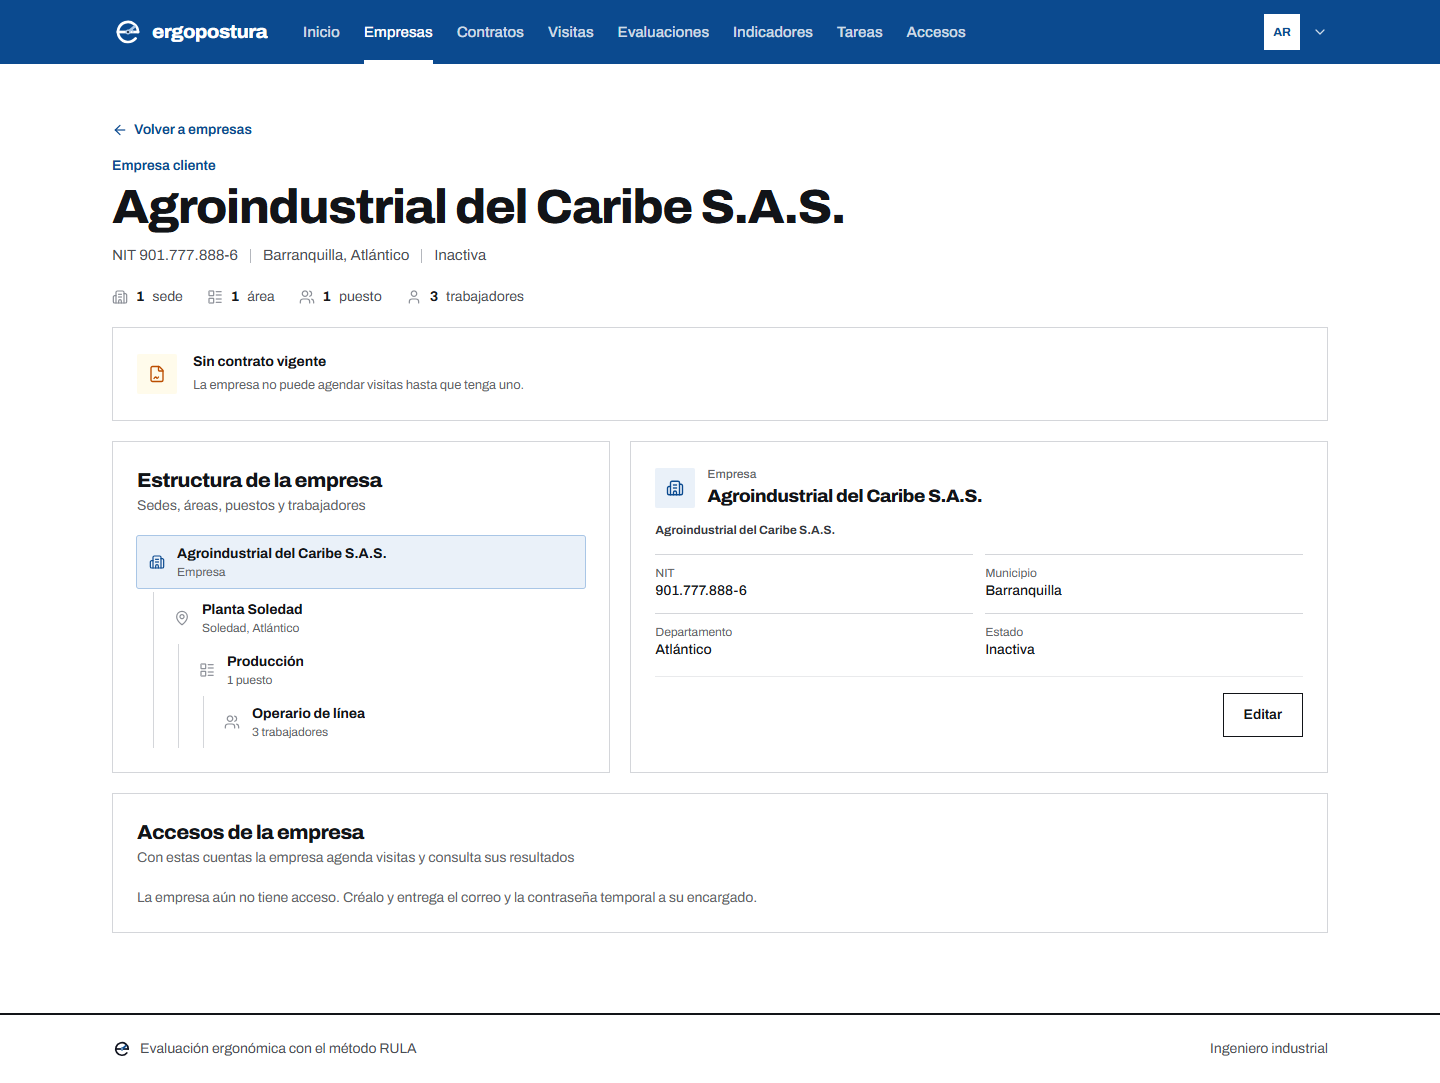 ergopostura Inicio Empresas Contratos Visitas Evaluaciones Indicadores Tareas Accesos AR
Volver a empresas
Empresa cliente
Agroindustrial del Caribe S.A.S.
NIT 901.777.888-6 | Barranquilla, Atlántico | Inactiva
1 sede 1 área 1 puesto 3 trabajadores
Sin contrato vigente
La empresa no puede agendar visitas hasta que tenga uno.
Estructura de la empresa
Sedes, áreas, puestos y trabajadores
Agroindustrial del Caribe S.A.S.
Empresa
Planta Soledad
Soledad, Atlántico
Producción
1 puesto
Operario de línea
3 trabajadores
Empresa
Agroindustrial del Caribe S.A.S.
Agroindustrial del Caribe S.A.S.
NIT
901.777.888-6
Municipio
Barranquilla
Departamento
Atlántico
Estado
Inactiva
Editar
Accesos de la empresa
Con estas cuentas la empresa agenda visitas y consulta sus resultados
La empresa aún no tiene acceso. Créalo y entrega el correo y la contraseña temporal a su encargado.
Evaluación ergonómica con el método RULA
Ingeniero industrial